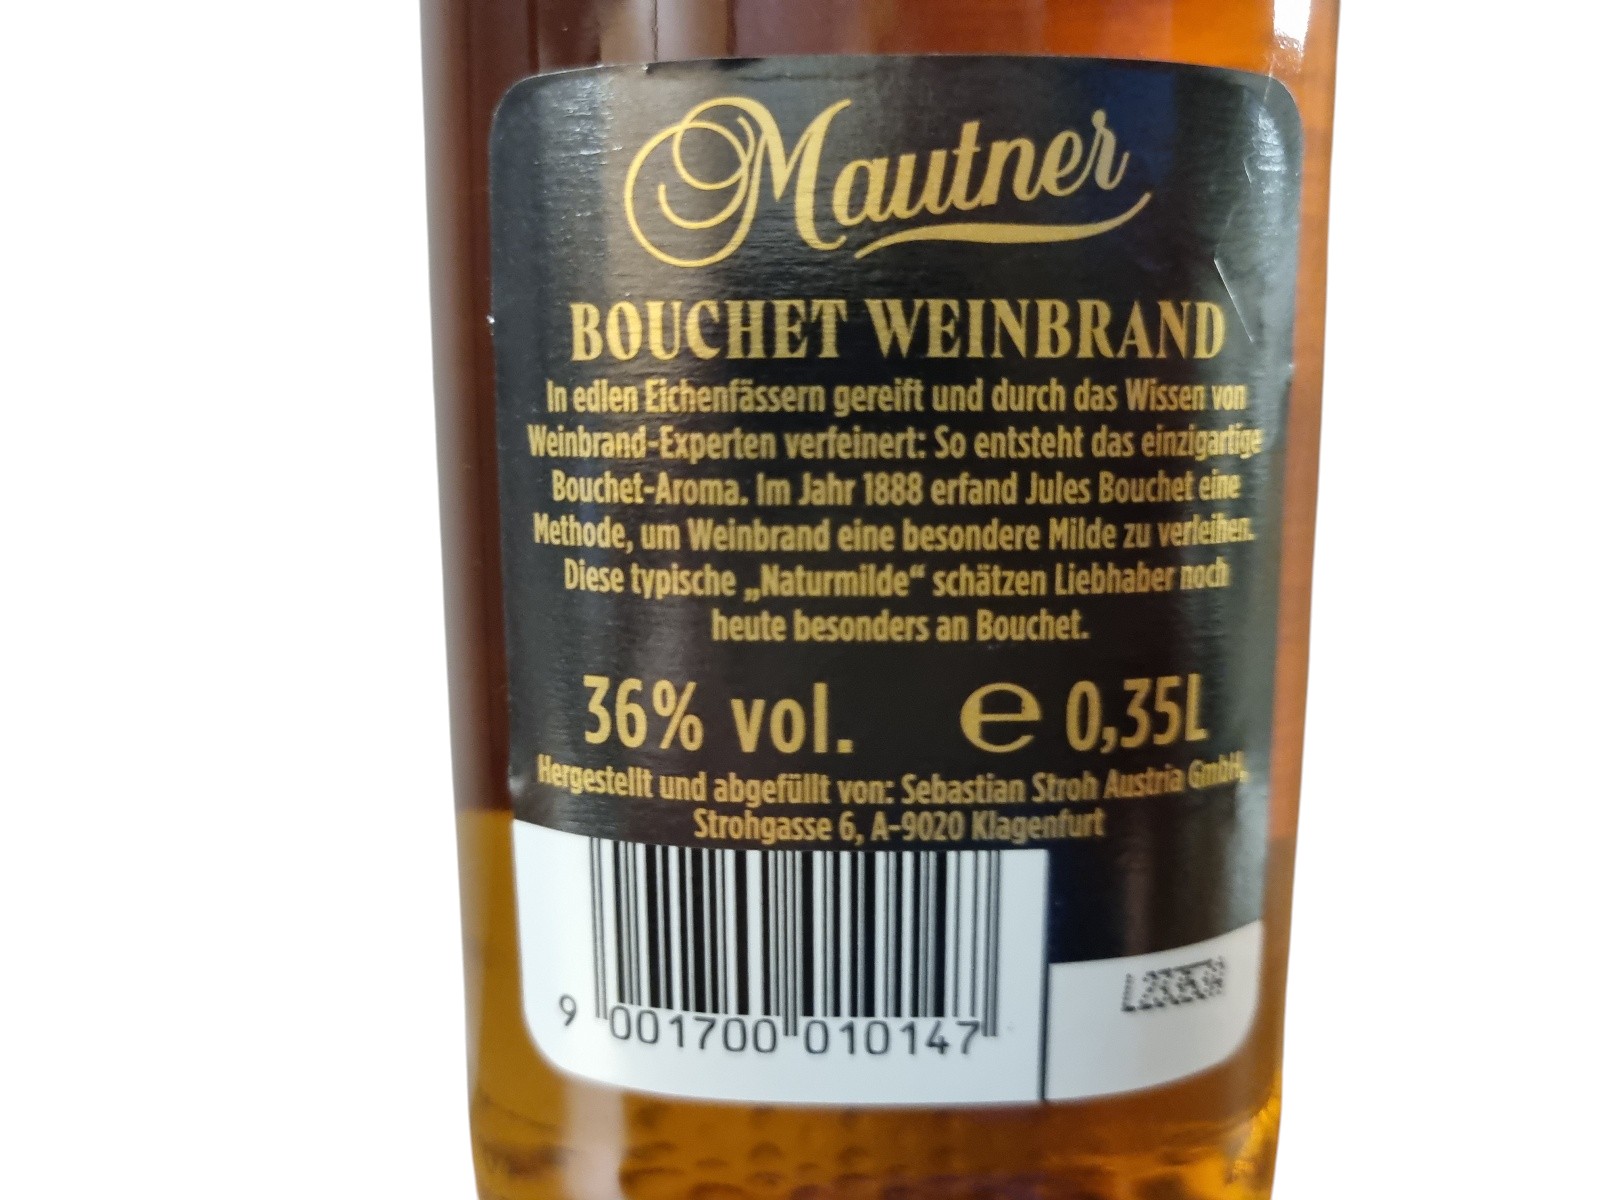 Mautner
BOUCHET WEINBRAND
In edlen Eichenfässern gereift und durch das Wissen von
Weinbrand-Experten verfeinert: So entsteht das einzigartige
Bouchet-Aroma. Im Jahr 1888 erfand Jules Bouchet eine
Methode, um Weinbrand eine besondere Milde zu verleihen.
Diese typische „Naturmilde“ schätzen Liebhaber noch
heute besonders an Bouchet.
36% vol. ℮ 0,35L
Hergestellt und abgefüllt von: Sebastian Stroh Austria GmbH,
Strohgasse 6, A-9020 Klagenfurt
9 001700 010147